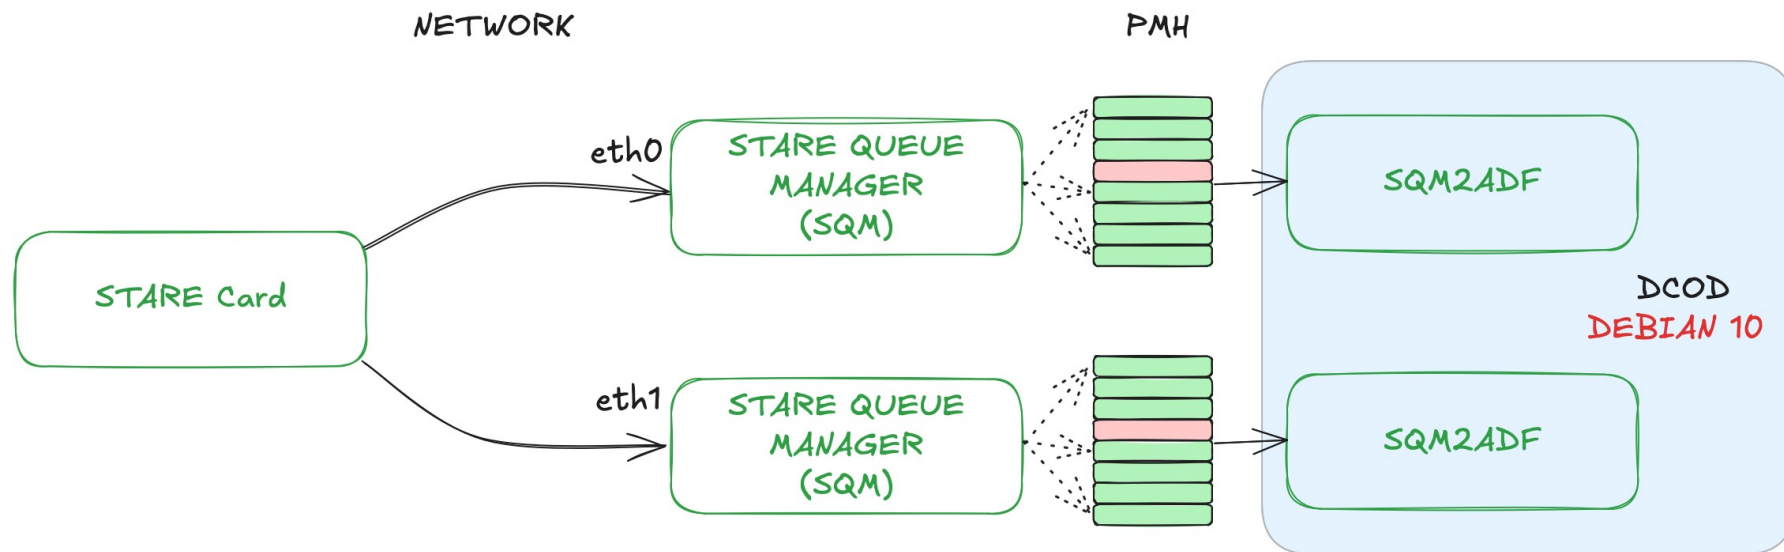 NETWORK
PMH
eth0
STARE QUEUE
MANAGER
(SQM)
SQM2ADF
STARE Card
DCOD
DEBIAN 10
eth1
STARE QUEUE
MANAGER
(SQM)
SQM2ADF